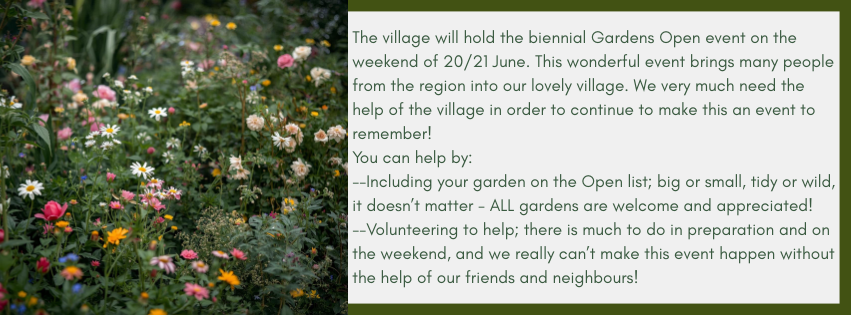 The village will hold the biennial Gardens Open event on the
weekend of 20/21 June. This wonderful event brings many people
from the region into our lovely village. We very much need the
help of the village in order to continue to make this an event to
remember!
You can help by:
--Including your garden on the Open list; big or small, tidy or wild,
it doesn't matter - ALL gardens are welcome and appreciated!
--Volunteering to help; there is much to do in preparation and on
the weekend, and we really can't make this event happen without
the help of our friends and neighbours!